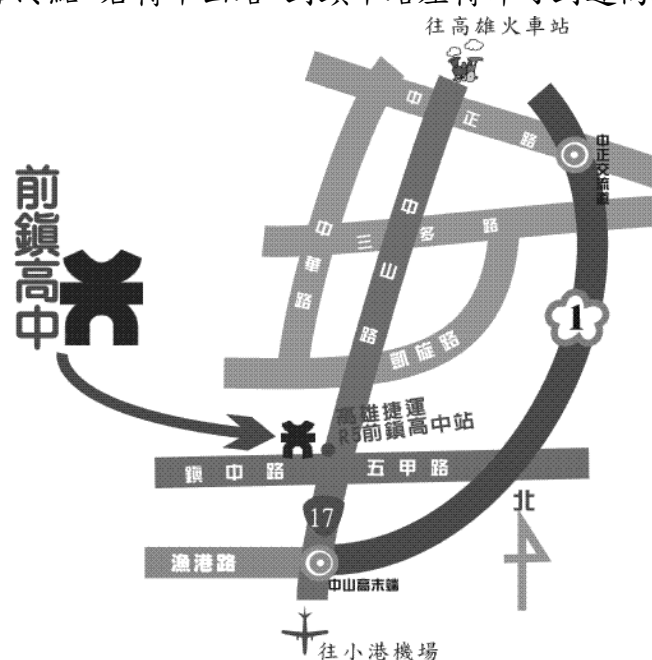 往高雄火車站
中正路
中正交流道
前鎮高中
中華路
三多路
中山路
凱旋路
1
高雄捷運
R5前鎮高中站
鎮中路
五甲路
17
北
漁港路
中山高末端
往小港機場